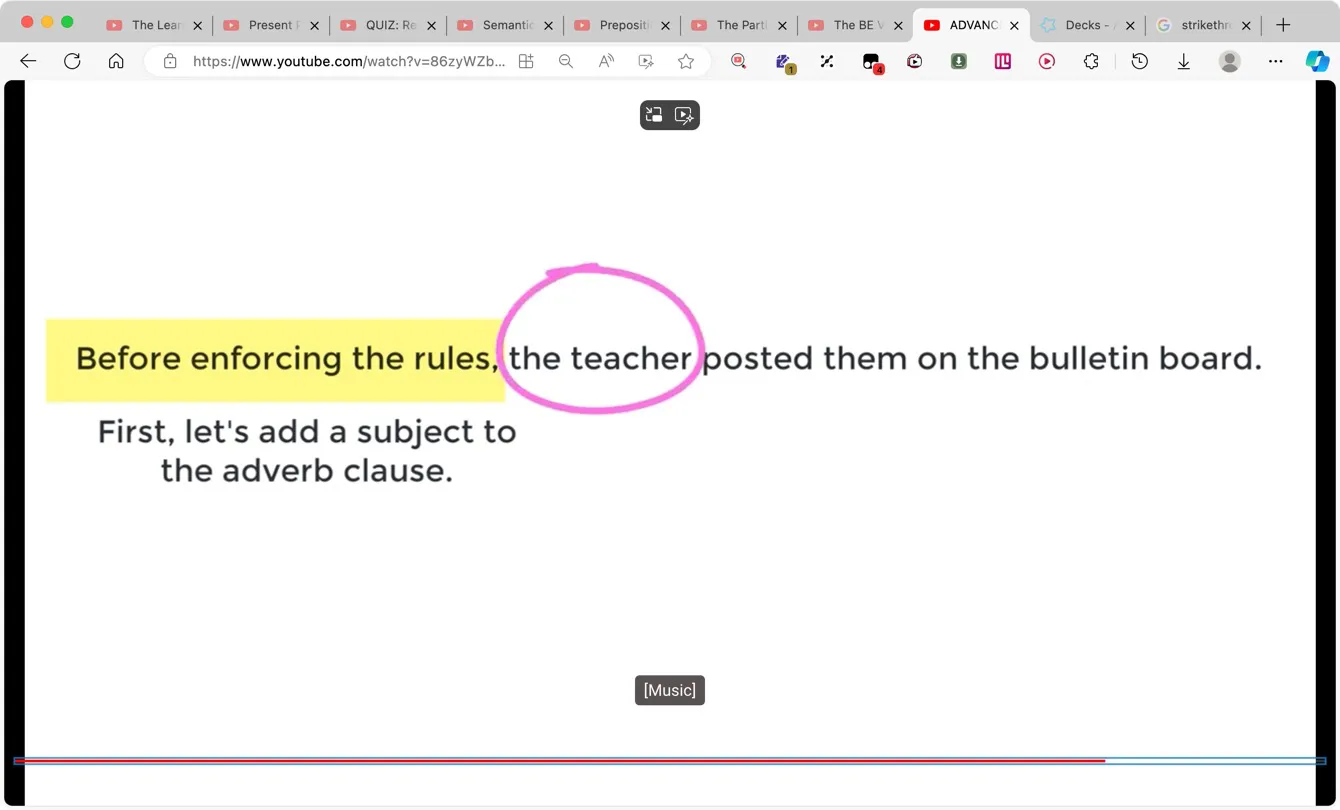 The Lear
Present P
QUIZ: Re
Semantic
Prepositi
The Parti
The BE V
ADVANC
Decks - A
strikethr
https://www.youtube.com/watch?v=86zyWZb...
1
4
Before enforcing the rules, the teacher posted them on the bulletin board.
First, let's add a subject to
the adverb clause.
[Music]